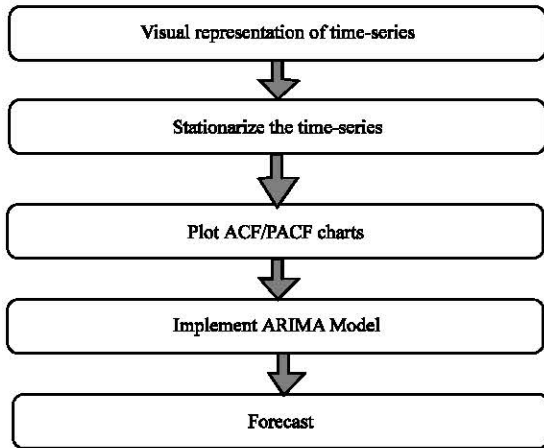 Visual representation of time-series
Stationarize the time-series
Plot ACF/PACF charts
Implement ARIMA Model
Forecast